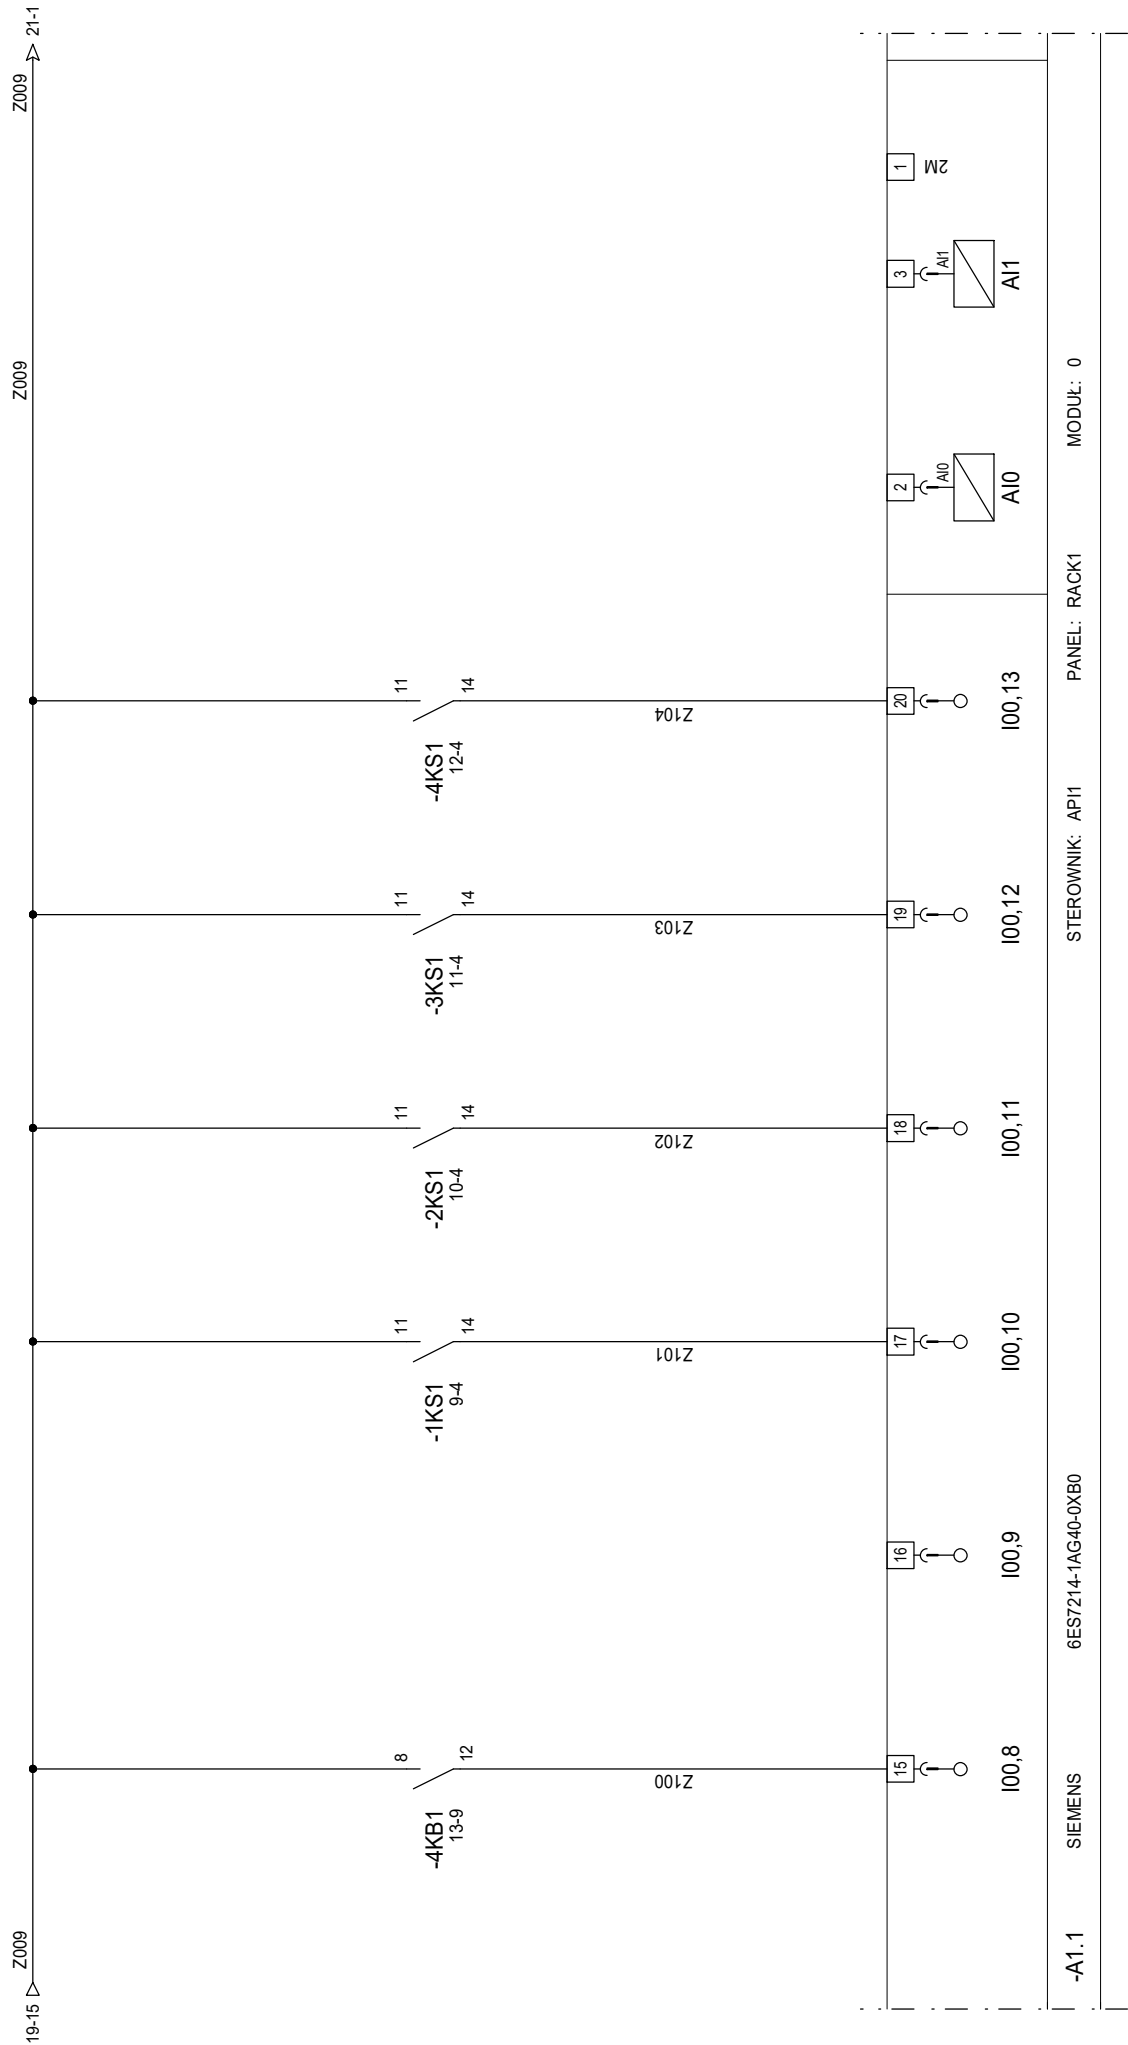 19-15
Z009
Z009
Z009
21-1
8
11
11
11
11
-4KB1
13-9
12
-1KS1
9-4
14
-2KS1
10-4
14
-3KS1
11-4
14
-4KS1
12-4
14
Z100
Z101
Z102
Z103
Z104
15
16
17
18
19
20
2
3
1
AI0
AI1
2M
I00,8
I00,9
I00,10
I00,11
I00,12
I00,13
AI0
AI1
-A1.1
SIEMENS
6ES7214-1AG40-0XB0
STEROWNIK: API1
PANEL: RACK1
MODUŁ: 0